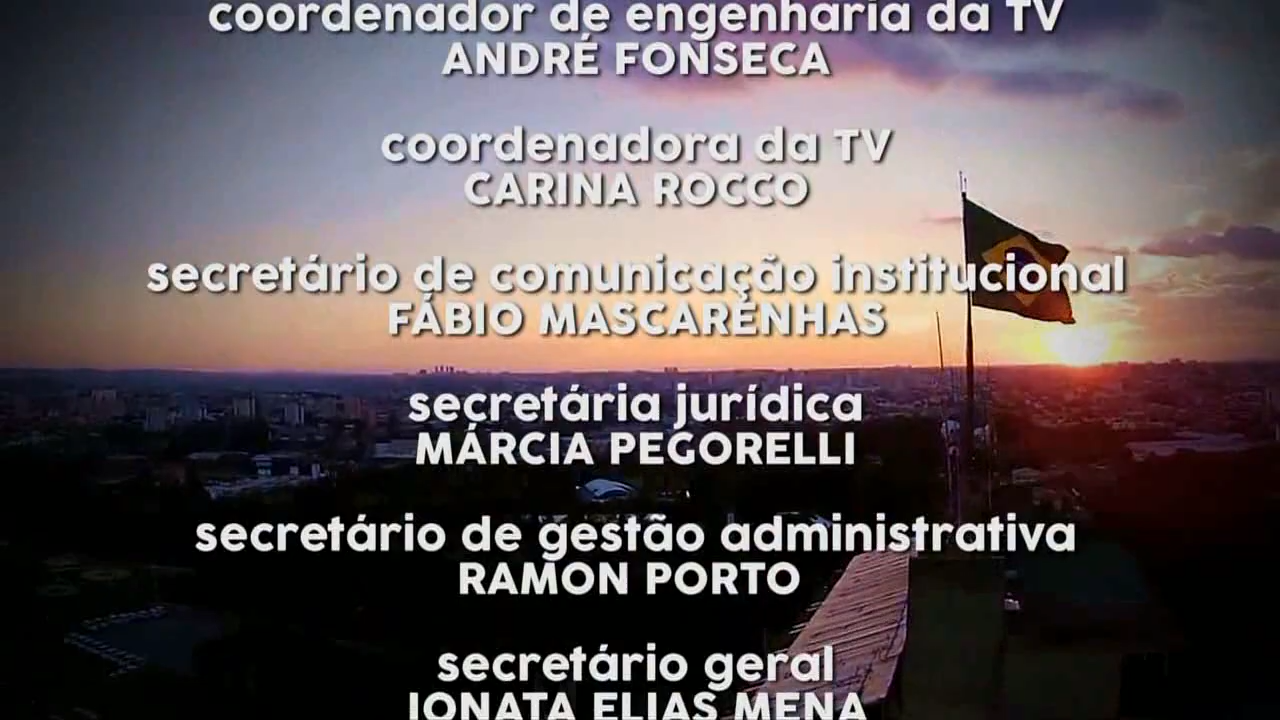 coordenador de engenharia da TV
ANDRÉ FONSECA
coordenadora da TV
CARINA ROCCO
secretário de comunicação institucional
FÁBIO MASCARENHAS
secretária jurídica
MÁRCIA PEGORELLI
secretário de gestão administrativa
RAMON PORTO
secretário geral
ELIAS MENA